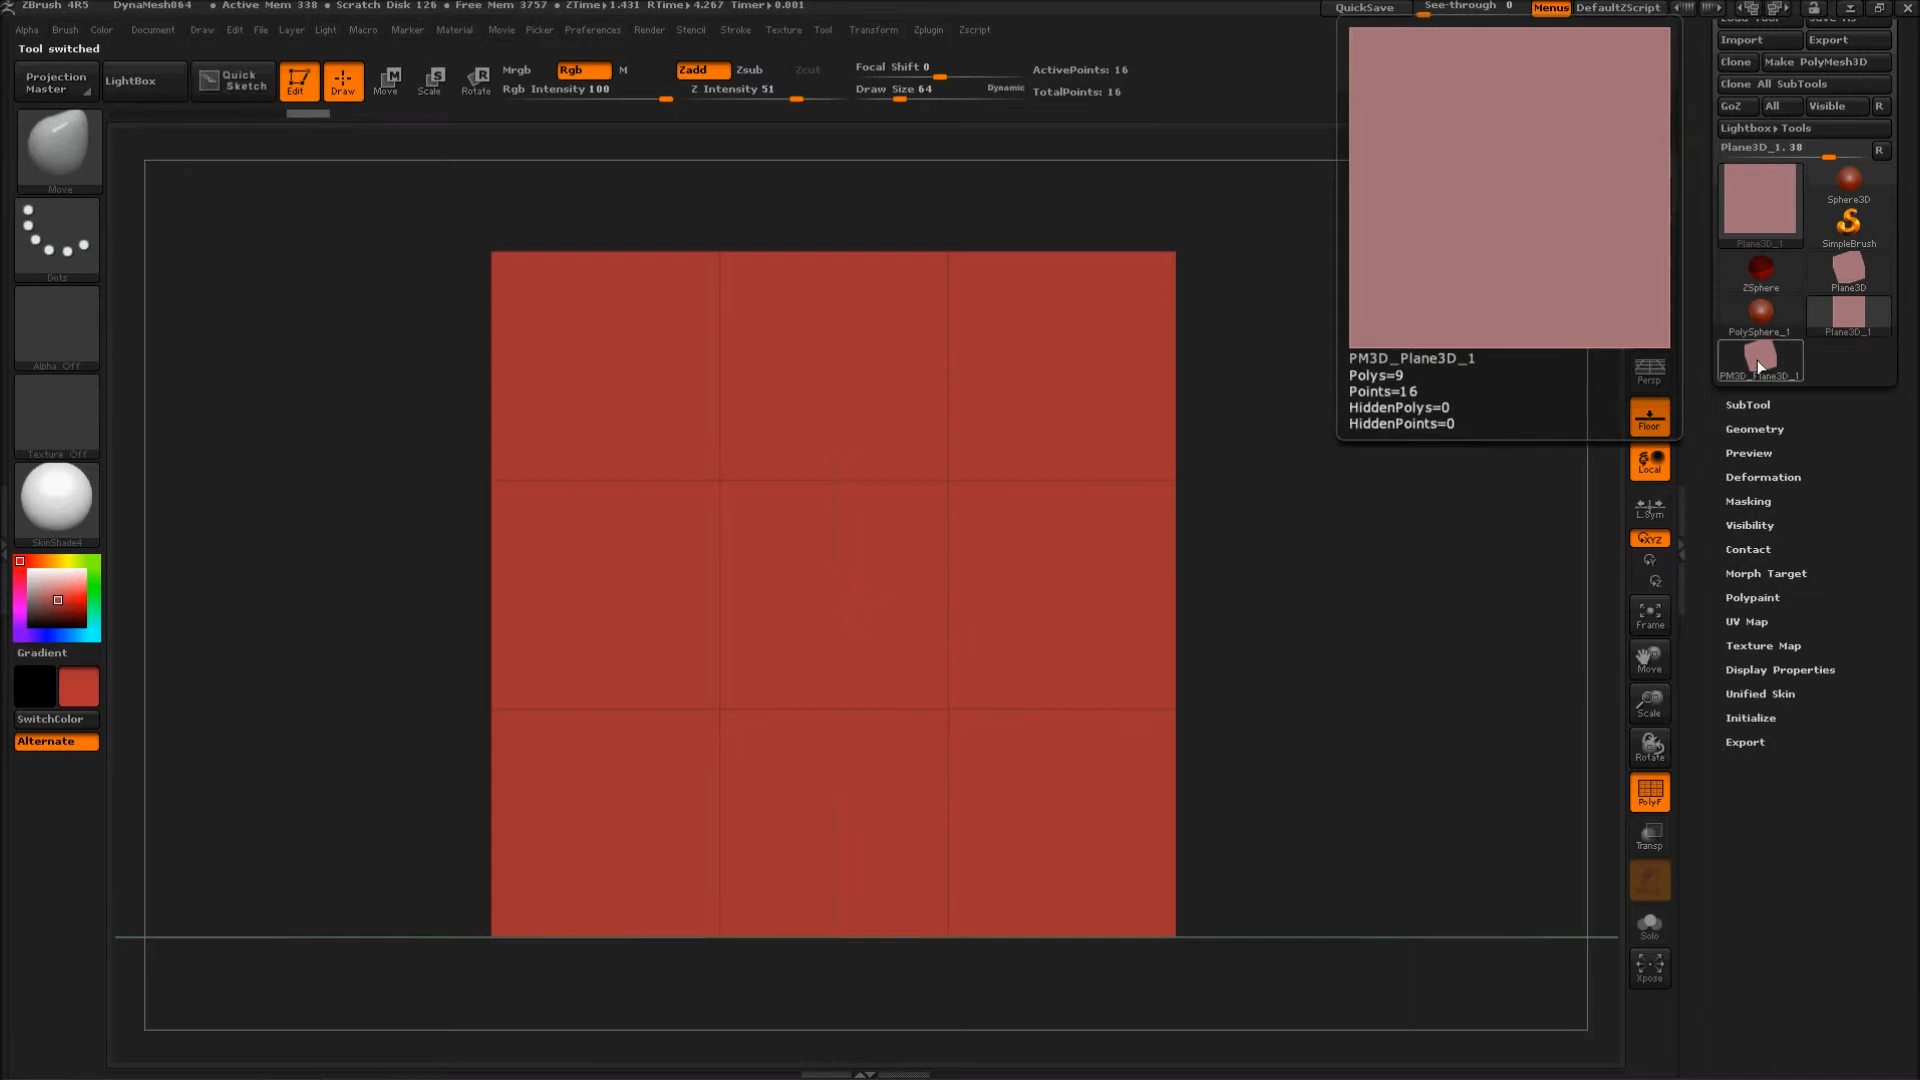 ZBrush 4R5 DynaMesh064 • Active Mem 338 • Scratch Disk 126 • Free Mem 3757 • ZTime▸1.431 RTime▸4.267 Timer▸0.001
QuickSave See-through 0 Menus DefaultZScript
Alpha Brush Color Document Draw Edit File Layer Light Macro Marker Material Movie Picker Preferences Render Stencil Stroke Texture Tool Transform Zplugin Zscript
Tool switched
Projection Master
LightBox
Quick Sketch
Edit
Draw
Move
Scale
Rotate
Mrgb Rgb M
Rgb Intensity 100
Zadd Zsub Zcut
Z Intensity 51
Focal Shift 0
Draw Size 64 Dynamic
ActivePoints: 16
TotalPoints: 16
Move
Dots
Alpha Off
Texture Off
SkinShade4
Gradient
SwitchColor
Alternate
PM3D_Plane3D_1
Polys=9
Points=16
HiddenPolys=0
HiddenPoints=0
Persp
Floor
Local
L.Sym
XYZ
Frame
Move
Scale
Rotate
PolyF
Transp
Solo
Xpose
Import Export
Clone Make PolyMesh3D
Clone All SubTools
GoZ All Visible R
Lightbox▸Tools
Plane3D_1. 38 R
Plane3D_1
Sphere3D
SimpleBrush
ZSphere
Plane3D
PolySphere_1
Plane3D_1
PM3D_Plane3D_1
SubTool
Geometry
Preview
Deformation
Masking
Visibility
Contact
Morph Target
Polypaint
UV Map
Texture Map
Display Properties
Unified Skin
Initialize
Export